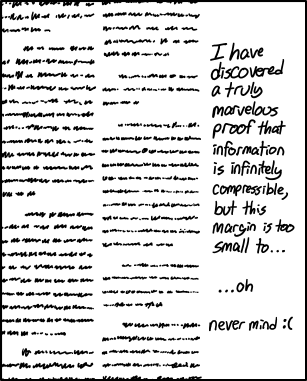 I have
discovered
a truly
marvelous
proof that
information
is infinitely
compressible,
but this
margin is too
small to...
...oh
never mind :(